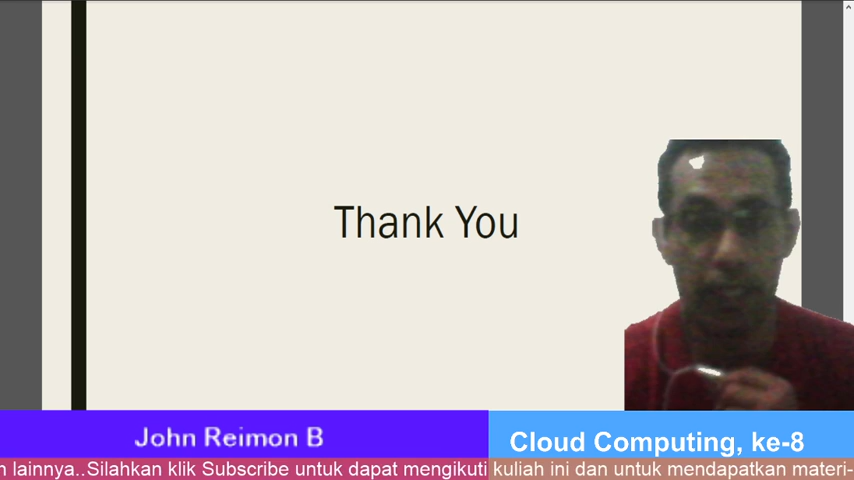 Thank You
John Reimon B
Cloud Computing, ke-8
lainnya..Silahkan klik Subscribe untuk dapat mengikuti kuliah ini dan untuk mendapatkan materi-